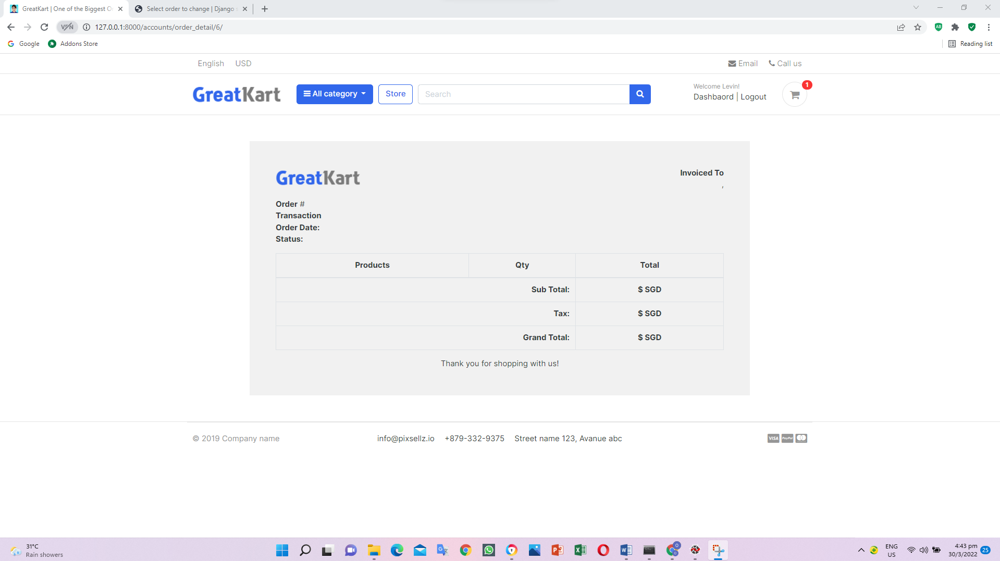 GreatKart | One of the Biggest O
Select order to change | Django s
VPN
127.0.0.1:8000/accounts/order_detail/6/
Google
Addons Store
Reading list
English
USD
Email
Call us
GreatKart
All category
Store
Search
Welcome Levin!
Dashbaord | Logout
1
GreatKart
Invoiced To
,
Order #
Transaction
Order Date:
Status:
Products Qty Total
Sub Total: $ SGD
Tax: $ SGD
Grand Total: $ SGD
Thank you for shopping with us!
© 2019 Company name
info@pixsellz.io
+879-332-9375
Street name 123, Avanue abc
VISA
PayPal
31°C
Rain showers
ENG
US
4:43 pm
30/3/2022
25